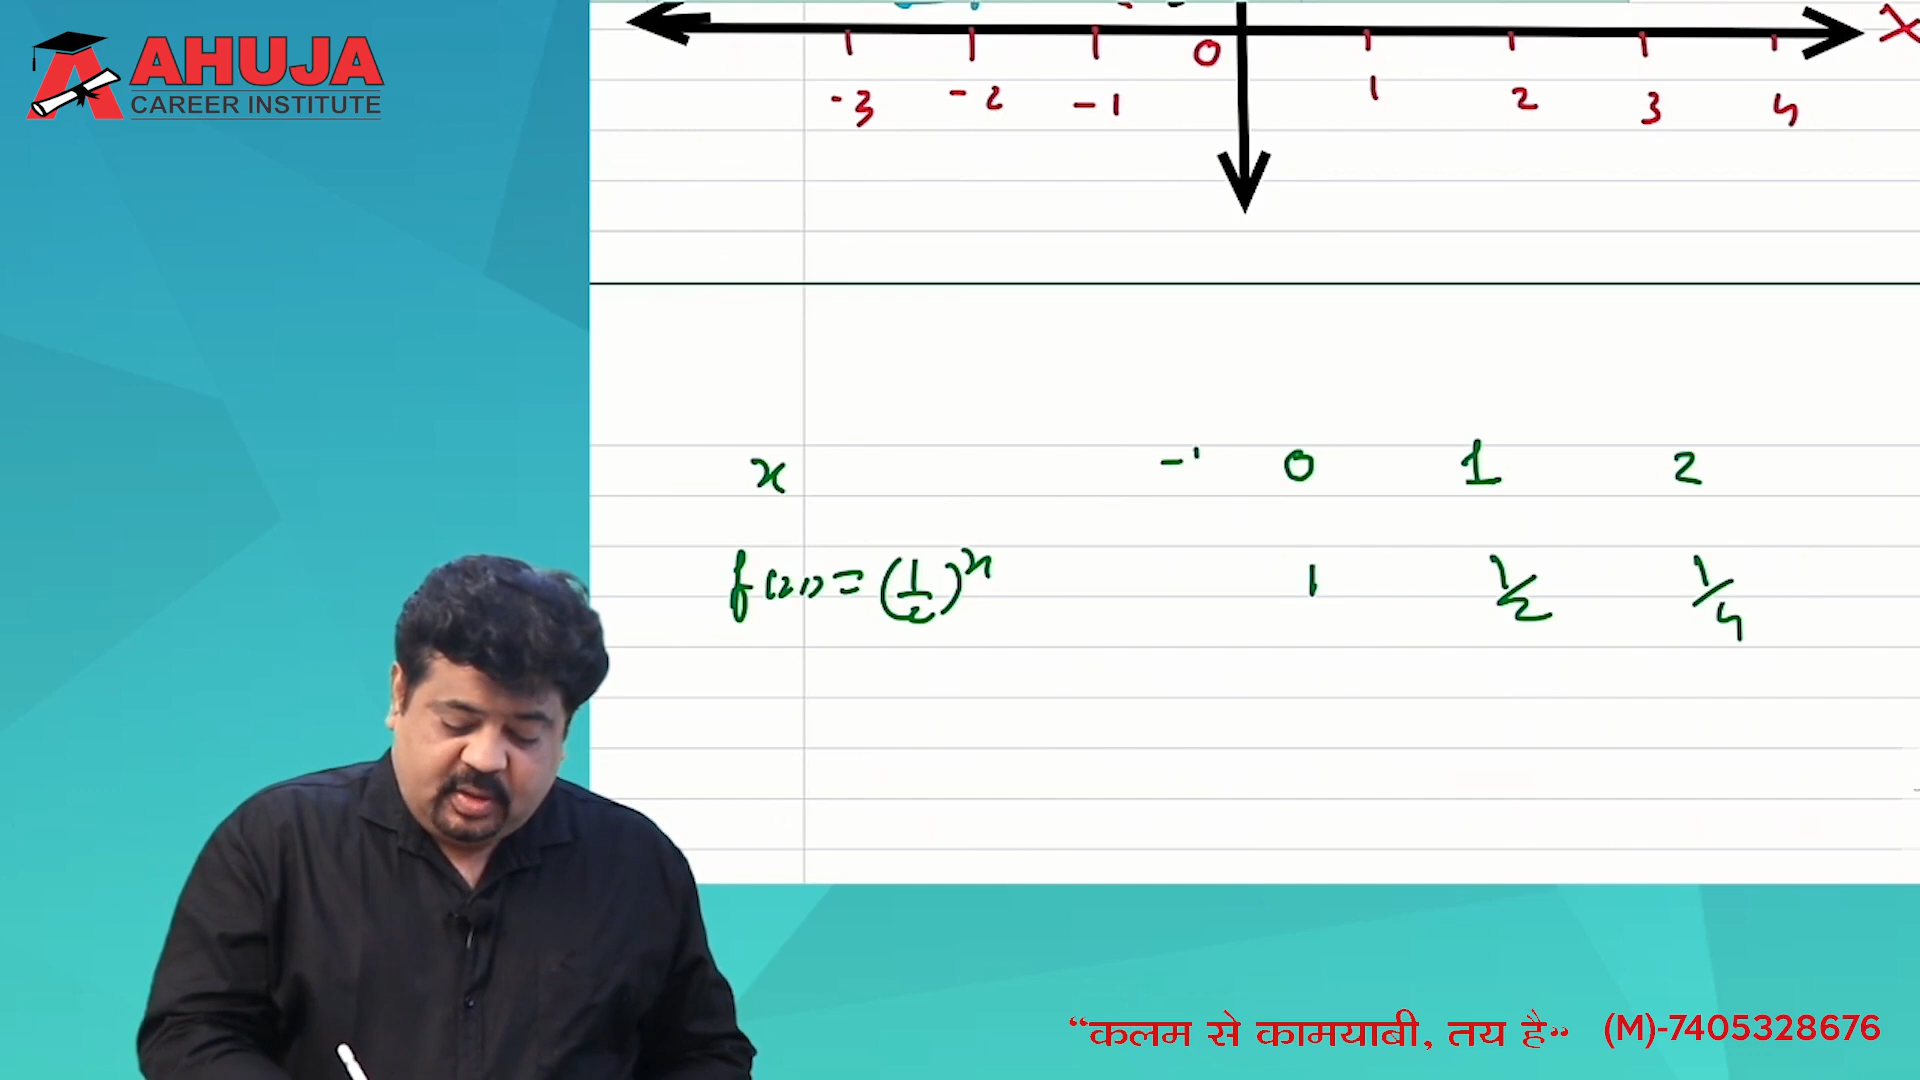 AHUJA
CAREER INSTITUTE
X
0
-3 -2 -1 1 2 3 4
x -1 0 1 2
f(x) = (1/2)^x 1 1/2 1/4
“कलम से कामयाबी, तय है” (M)-7405328676